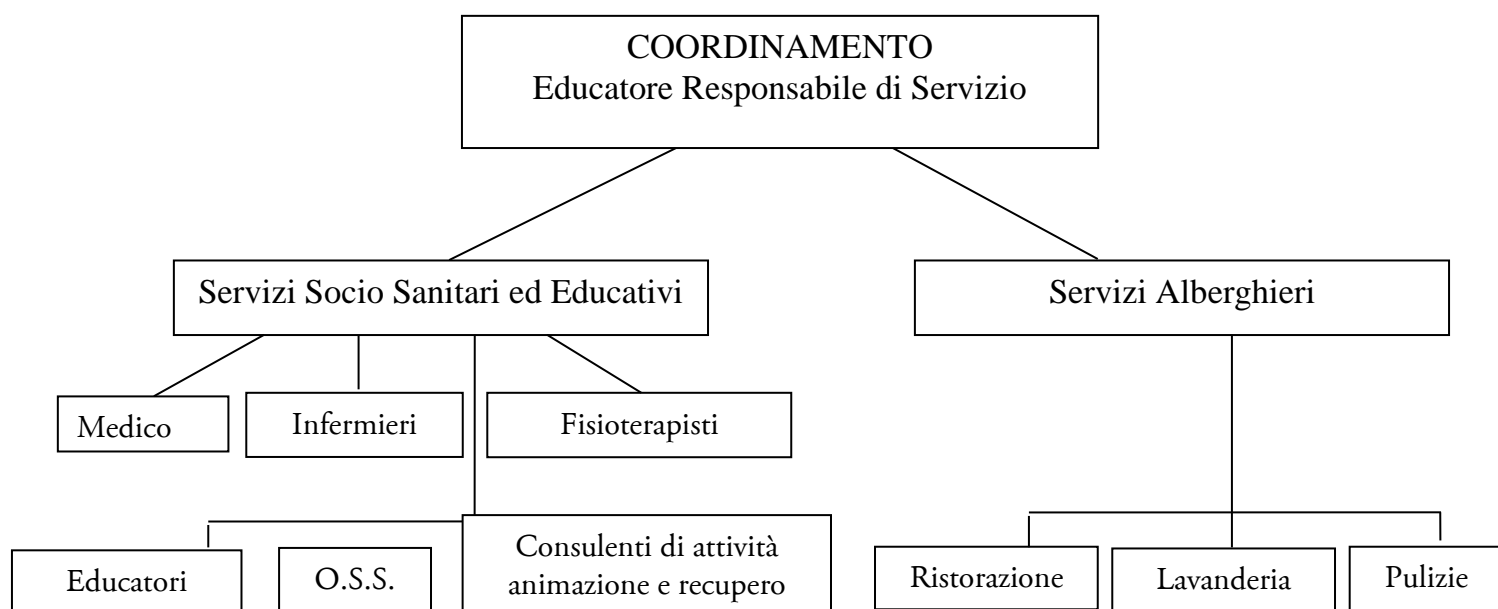 COORDINAMENTO
Educatore Responsabile di Servizio
Servizi Socio Sanitari ed Educativi
Servizi Alberghieri
Medico
Infermieri
Fisioterapisti
Educatori
O.S.S.
Consulenti di attività
animazione e recupero
Ristorazione
Lavanderia
Pulizie